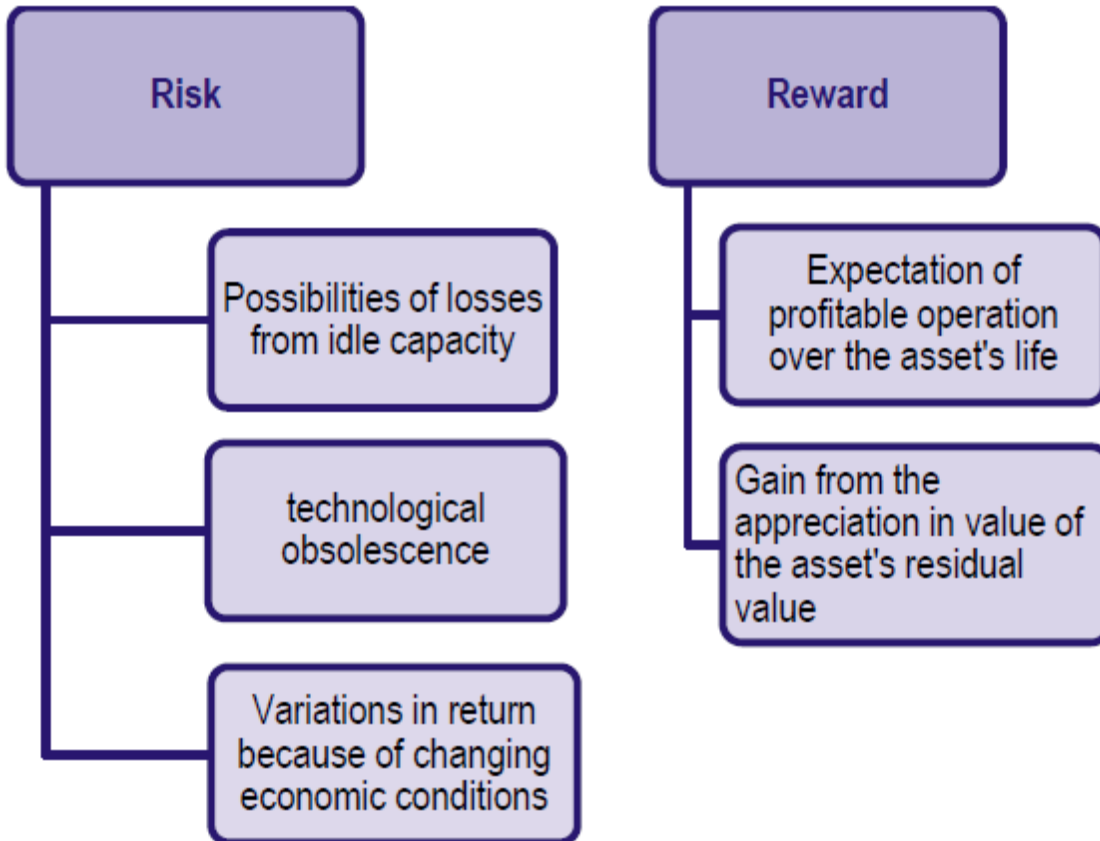 Risk
Possibilities of losses
from idle capacity
technological
obsolescence
Variations in return
because of changing
economic conditions
Reward
Expectation of
profitable operation
over the asset's life
Gain from the
appreciation in value of
the asset's residual
value